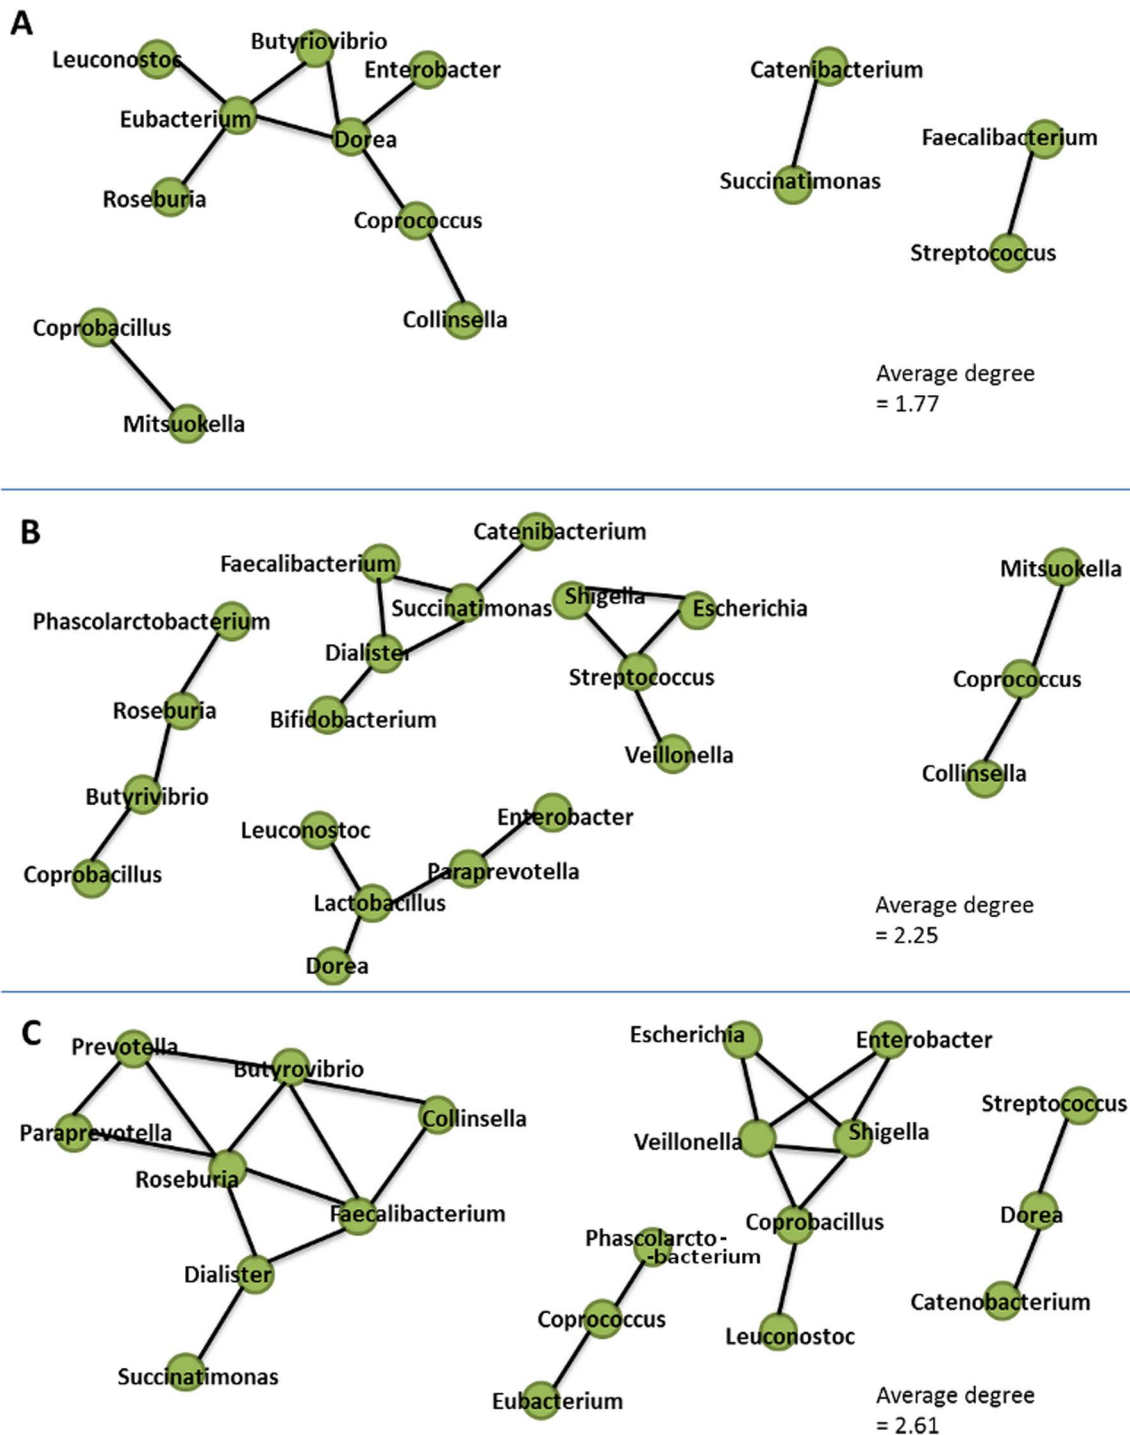 A
Butyriovibrio
Leuconostoc
Enterobacter
Catenibacterium
Eubacterium
Dorea
Faecalibacterium
Succinatimonas
Roseburia
Coprococcus
Streptococcus
Collinsella
Coprobacillus
Average degree
= 1.77
Mitsuokella
B
Catenibacterium
Faecalibacterium
Mitsuokella
Shigella
Succinatimonas
Escherichia
Phascolarctobacterium
Dialister
Streptococcus
Coprococcus
Roseburia
Bifidobacterium
Veillonella
Collinsella
Butyrivibrio
Enterobacter
Leuconostoc
Coprobacillus
Paraprevotella
Lactobacillus
Average degree
= 2.25
Dorea
C
Escherichia
Enterobacter
Prevotella
Butyrovibrio
Streptococcus
Collinsella
Paraprevotella
Veillonella
Shigella
Roseburia
Faecalibacterium
Coprobacillus
Dorea
Phascolarcto-
-bacterium
Dialister
Catenobacterium
Coprococcus
Leuconostoc
Succinatimonas
Eubacterium
Average degree
= 2.61